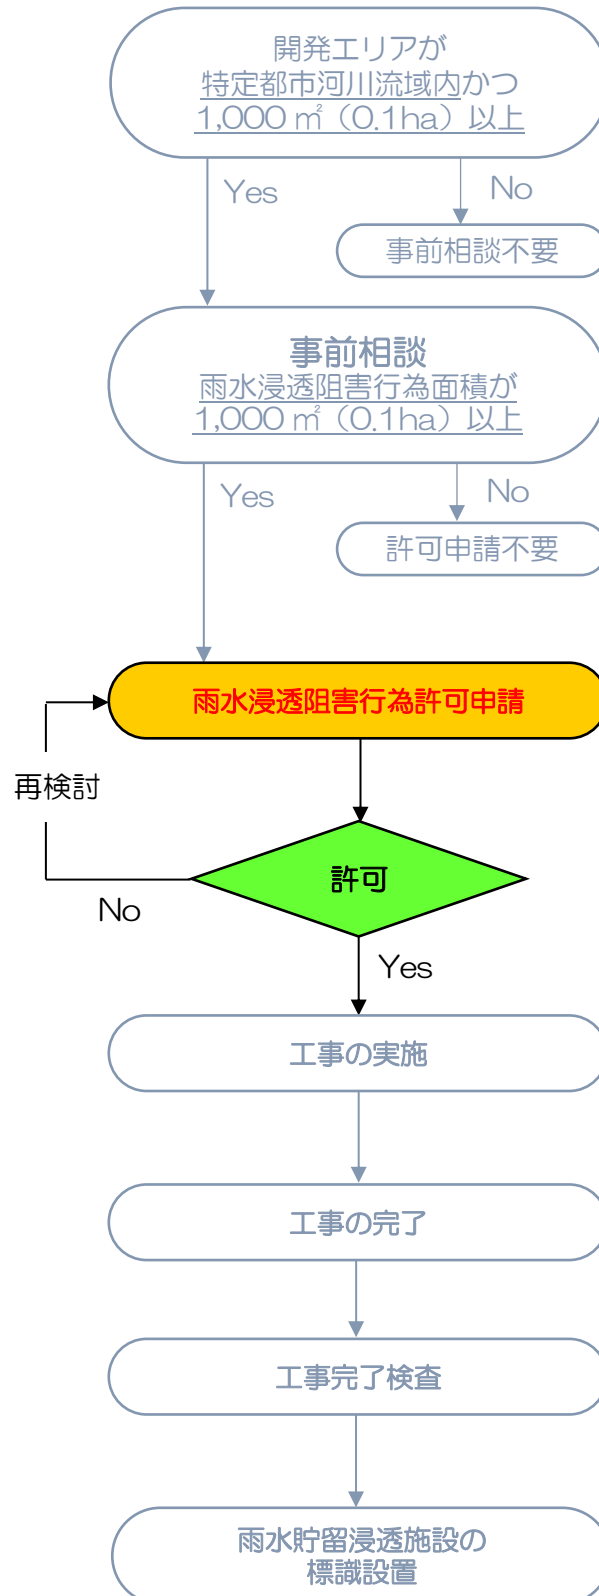 開発エリアが
特定都市河川流域内かつ
1,000 ㎡（0.1ha）以上
Yes
No
事前相談不要
事前相談
雨水浸透阻害行為面積が
1,000 ㎡（0.1ha）以上
Yes
No
許可申請不要
雨水浸透阻害行為許可申請
再検討
許可
No
Yes
工事の実施
工事の完了
工事完了検査
雨水貯留浸透施設の
標識設置